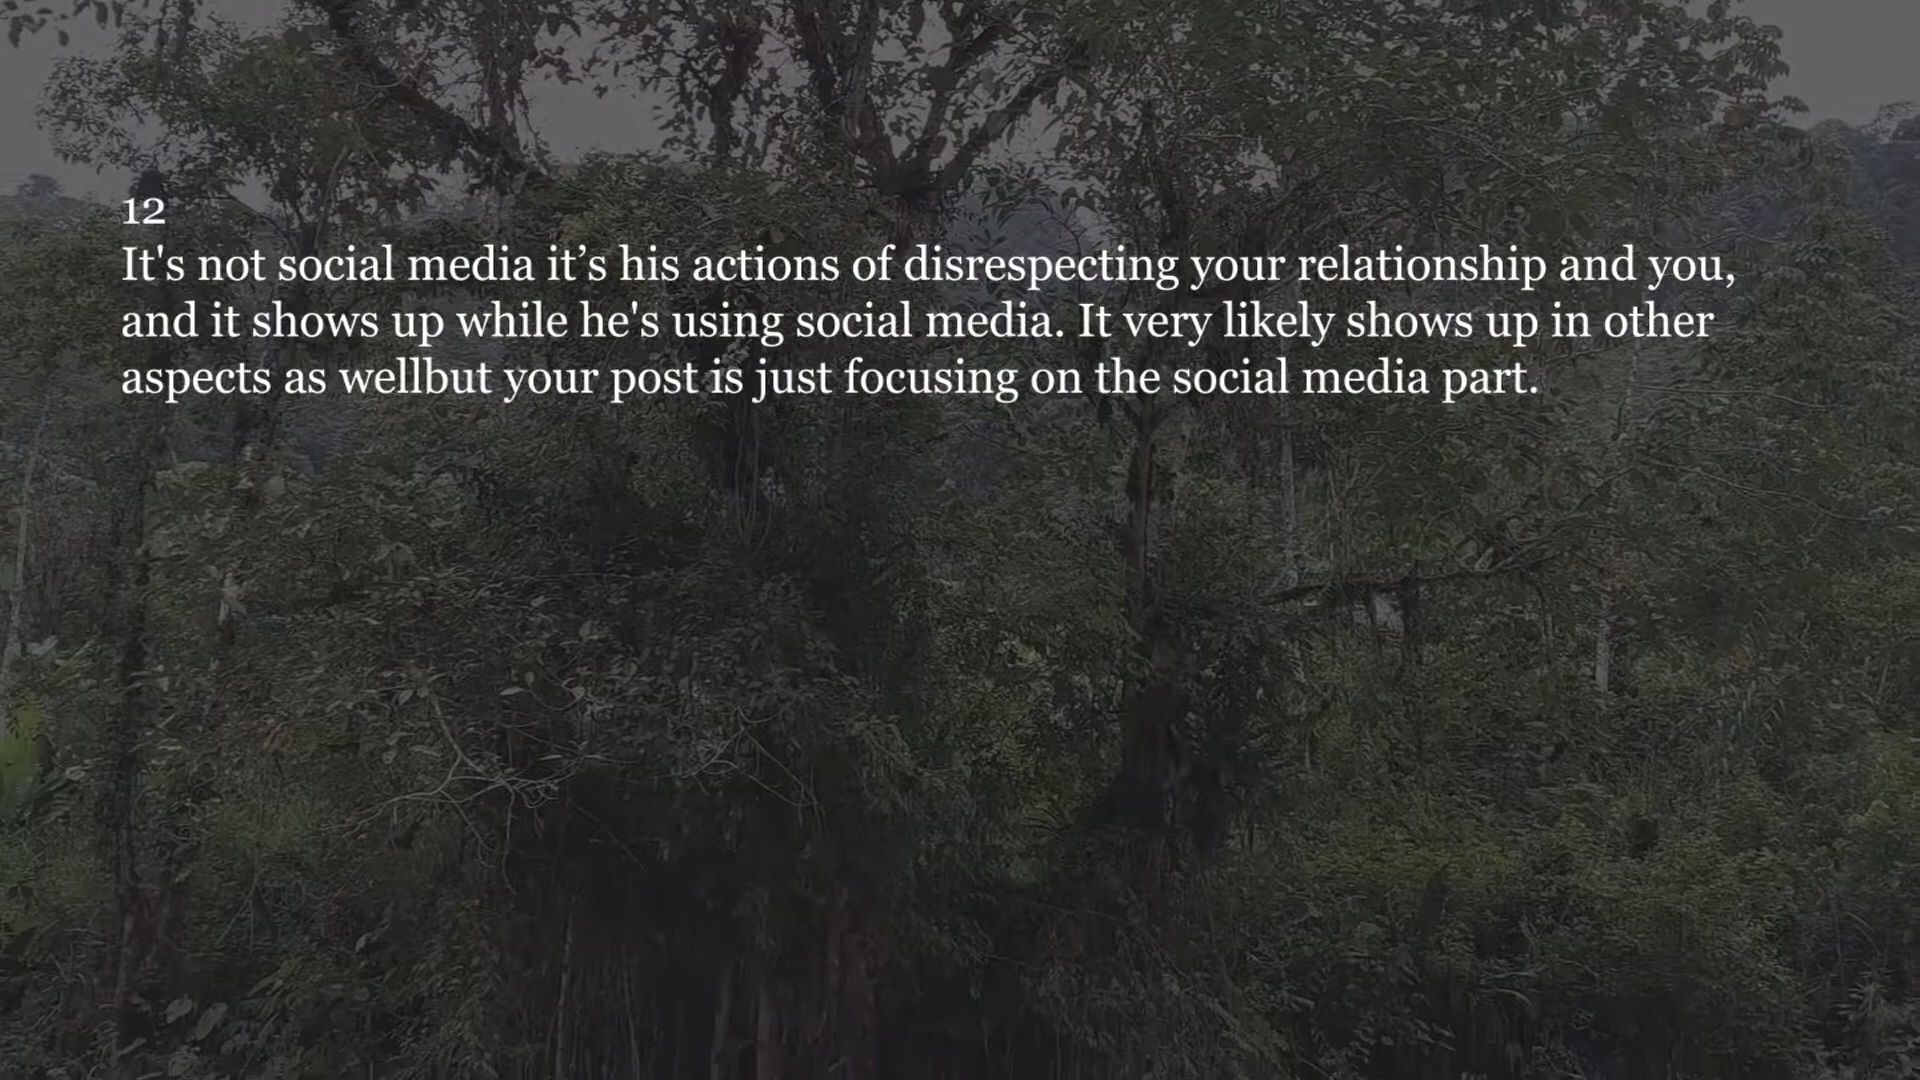 12
It's not social media it’s his actions of disrespecting your relationship and you,
and it shows up while he's using social media. It very likely shows up in other
aspects as wellbut your post is just focusing on the social media part.